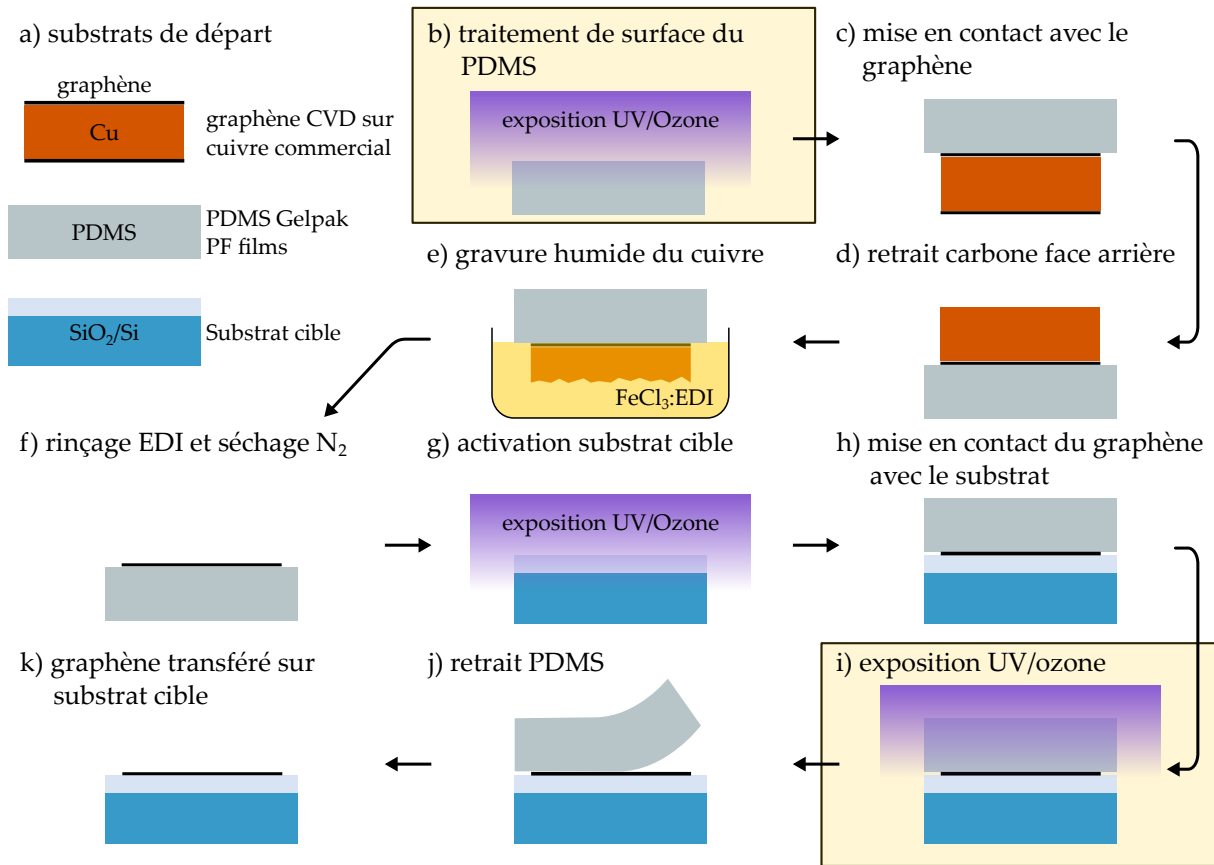 a) substrats de départ
graphène
Cu
graphène CVD sur
cuivre commercial
PDMS
PDMS Gelpak
PF films
SiO₂/Si
Substrat cible
b) traitement de surface du
PDMS
exposition UV/Ozone
c) mise en contact avec le
graphène
d) retrait carbone face arrière
e) gravure humide du cuivre
FeCl₃:EDI
f) rinçage EDI et séchage N₂
g) activation substrat cible
exposition UV/Ozone
h) mise en contact du graphène
avec le substrat
i) exposition UV/ozone
j) retrait PDMS
k) graphène transféré sur
substrat cible